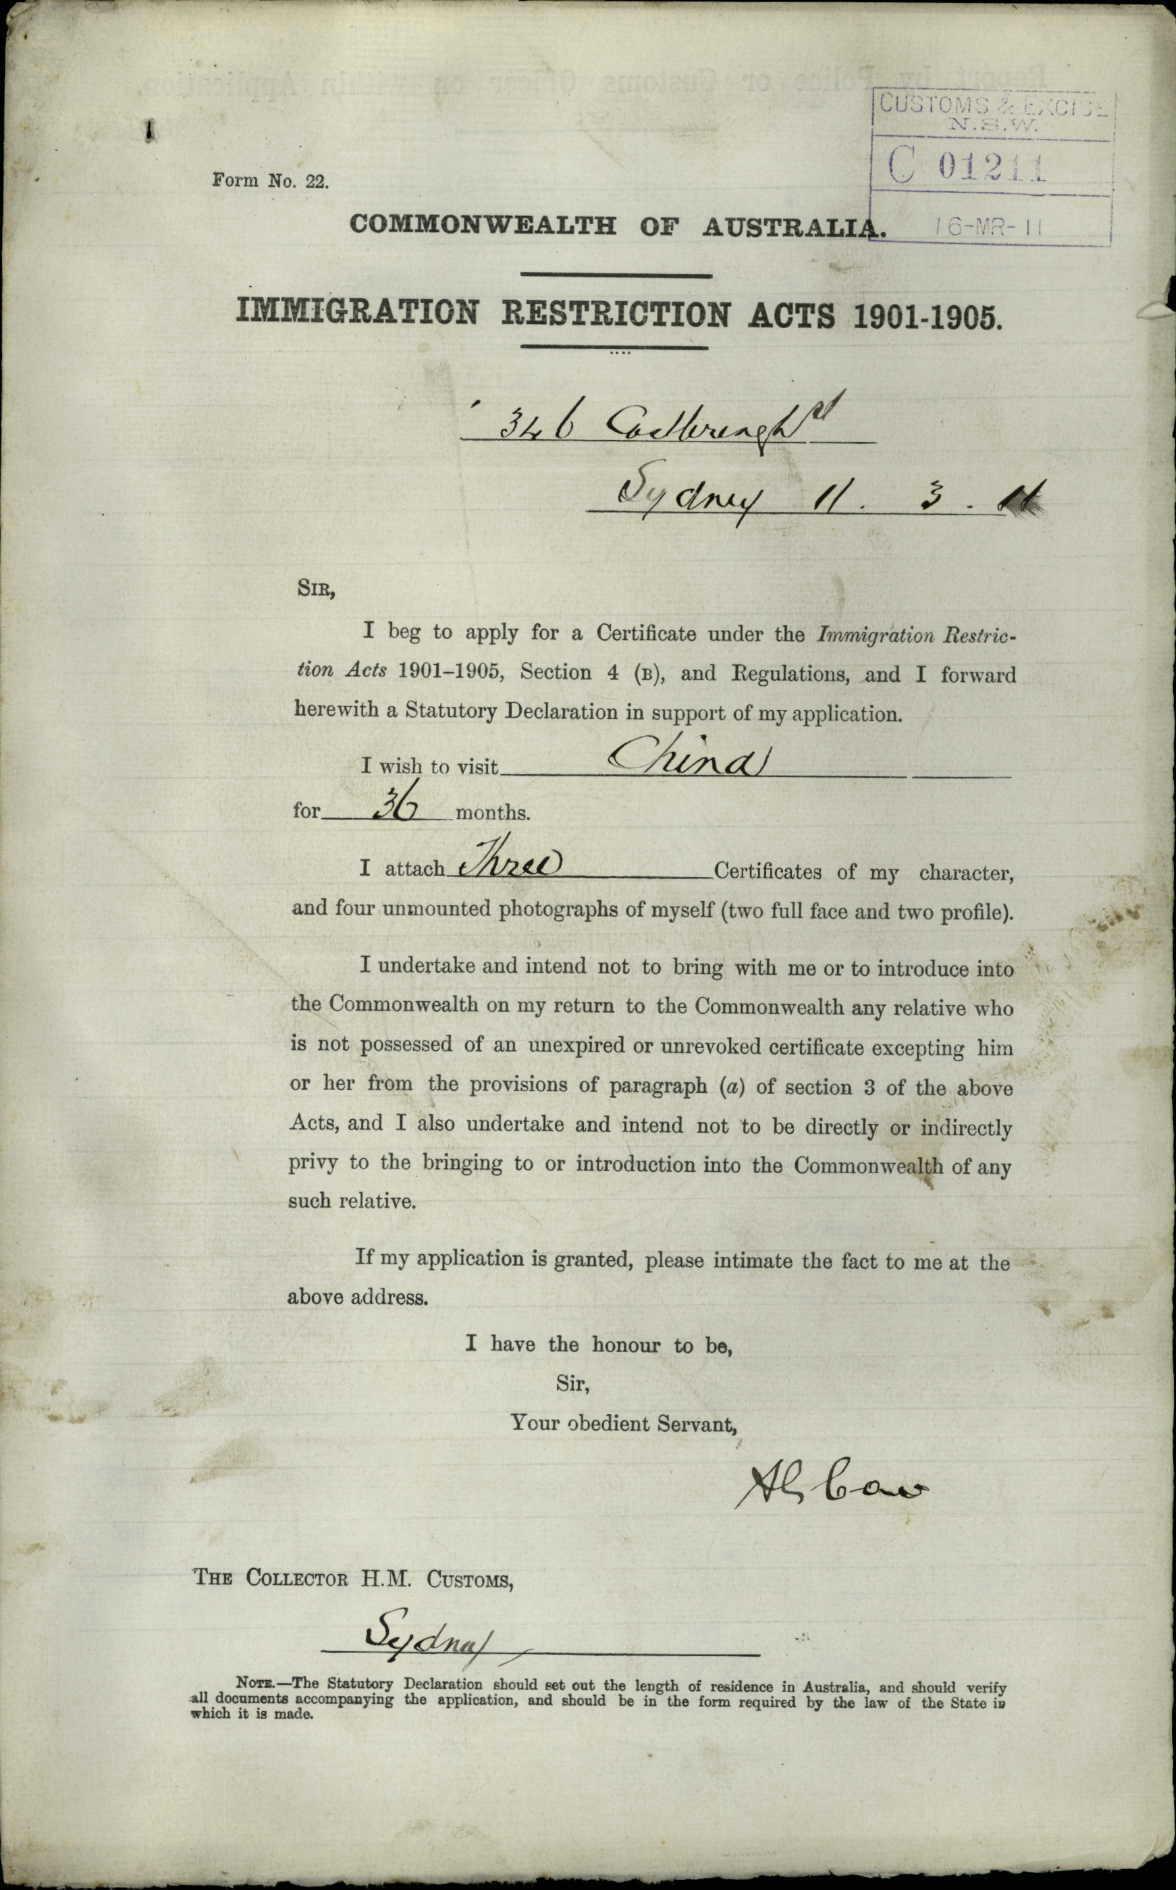 CUSTOMS & EXCISE
N.S.W.
C 01211
16-MR-11
Form No. 22.
COMMONWEALTH OF AUSTRALIA.
IMMIGRATION RESTRICTION ACTS 1901-1905.
346 Castlereagh St
Sydney 11. 3. 11
SIR,
I beg to apply for a Certificate under the Immigration Restric-
tion Acts 1901–1905, Section 4 (B), and Regulations, and I forward
herewith a Statutory Declaration in support of my application.
I wish to visit China
for 36 months.
I attach Three Certificates of my character,
and four unmounted photographs of myself (two full face and two profile).
I undertake and intend not to bring with me or to introduce into
the Commonwealth on my return to the Commonwealth any relative who
is not possessed of an unexpired or unrevoked certificate excepting him
or her from the provisions of paragraph (a) of section 3 of the above
Acts, and I also undertake and intend not to be directly or indirectly
privy to the bringing to or introduction into the Commonwealth of any
such relative.
If my application is granted, please intimate the fact to me at the
above address.
I have the honour to be,
Sir,
Your obedient Servant,
THE COLLECTOR H.M. CUSTOMS,
Sydney
NOTE.—The Statutory Declaration should set out the length of residence in Australia, and should verify
all documents accompanying the application, and should be in the form required by the law of the State in
which it is made.